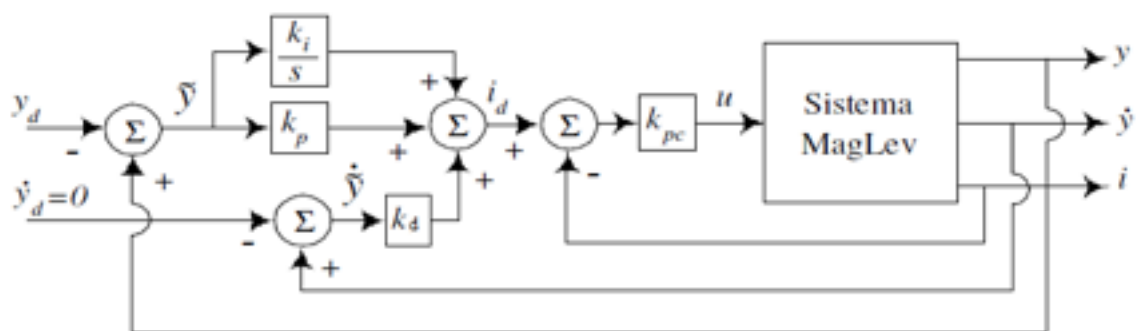 k_i
s
y_d
-
Σ
+
ỹ
k_p
+
+
+
Σ
i_d
+
Σ
-
k_pc
u
Sistema
MagLev
y
ẏ
i
ẏ_d=0
-
Σ
+
ỹ̇
k_d